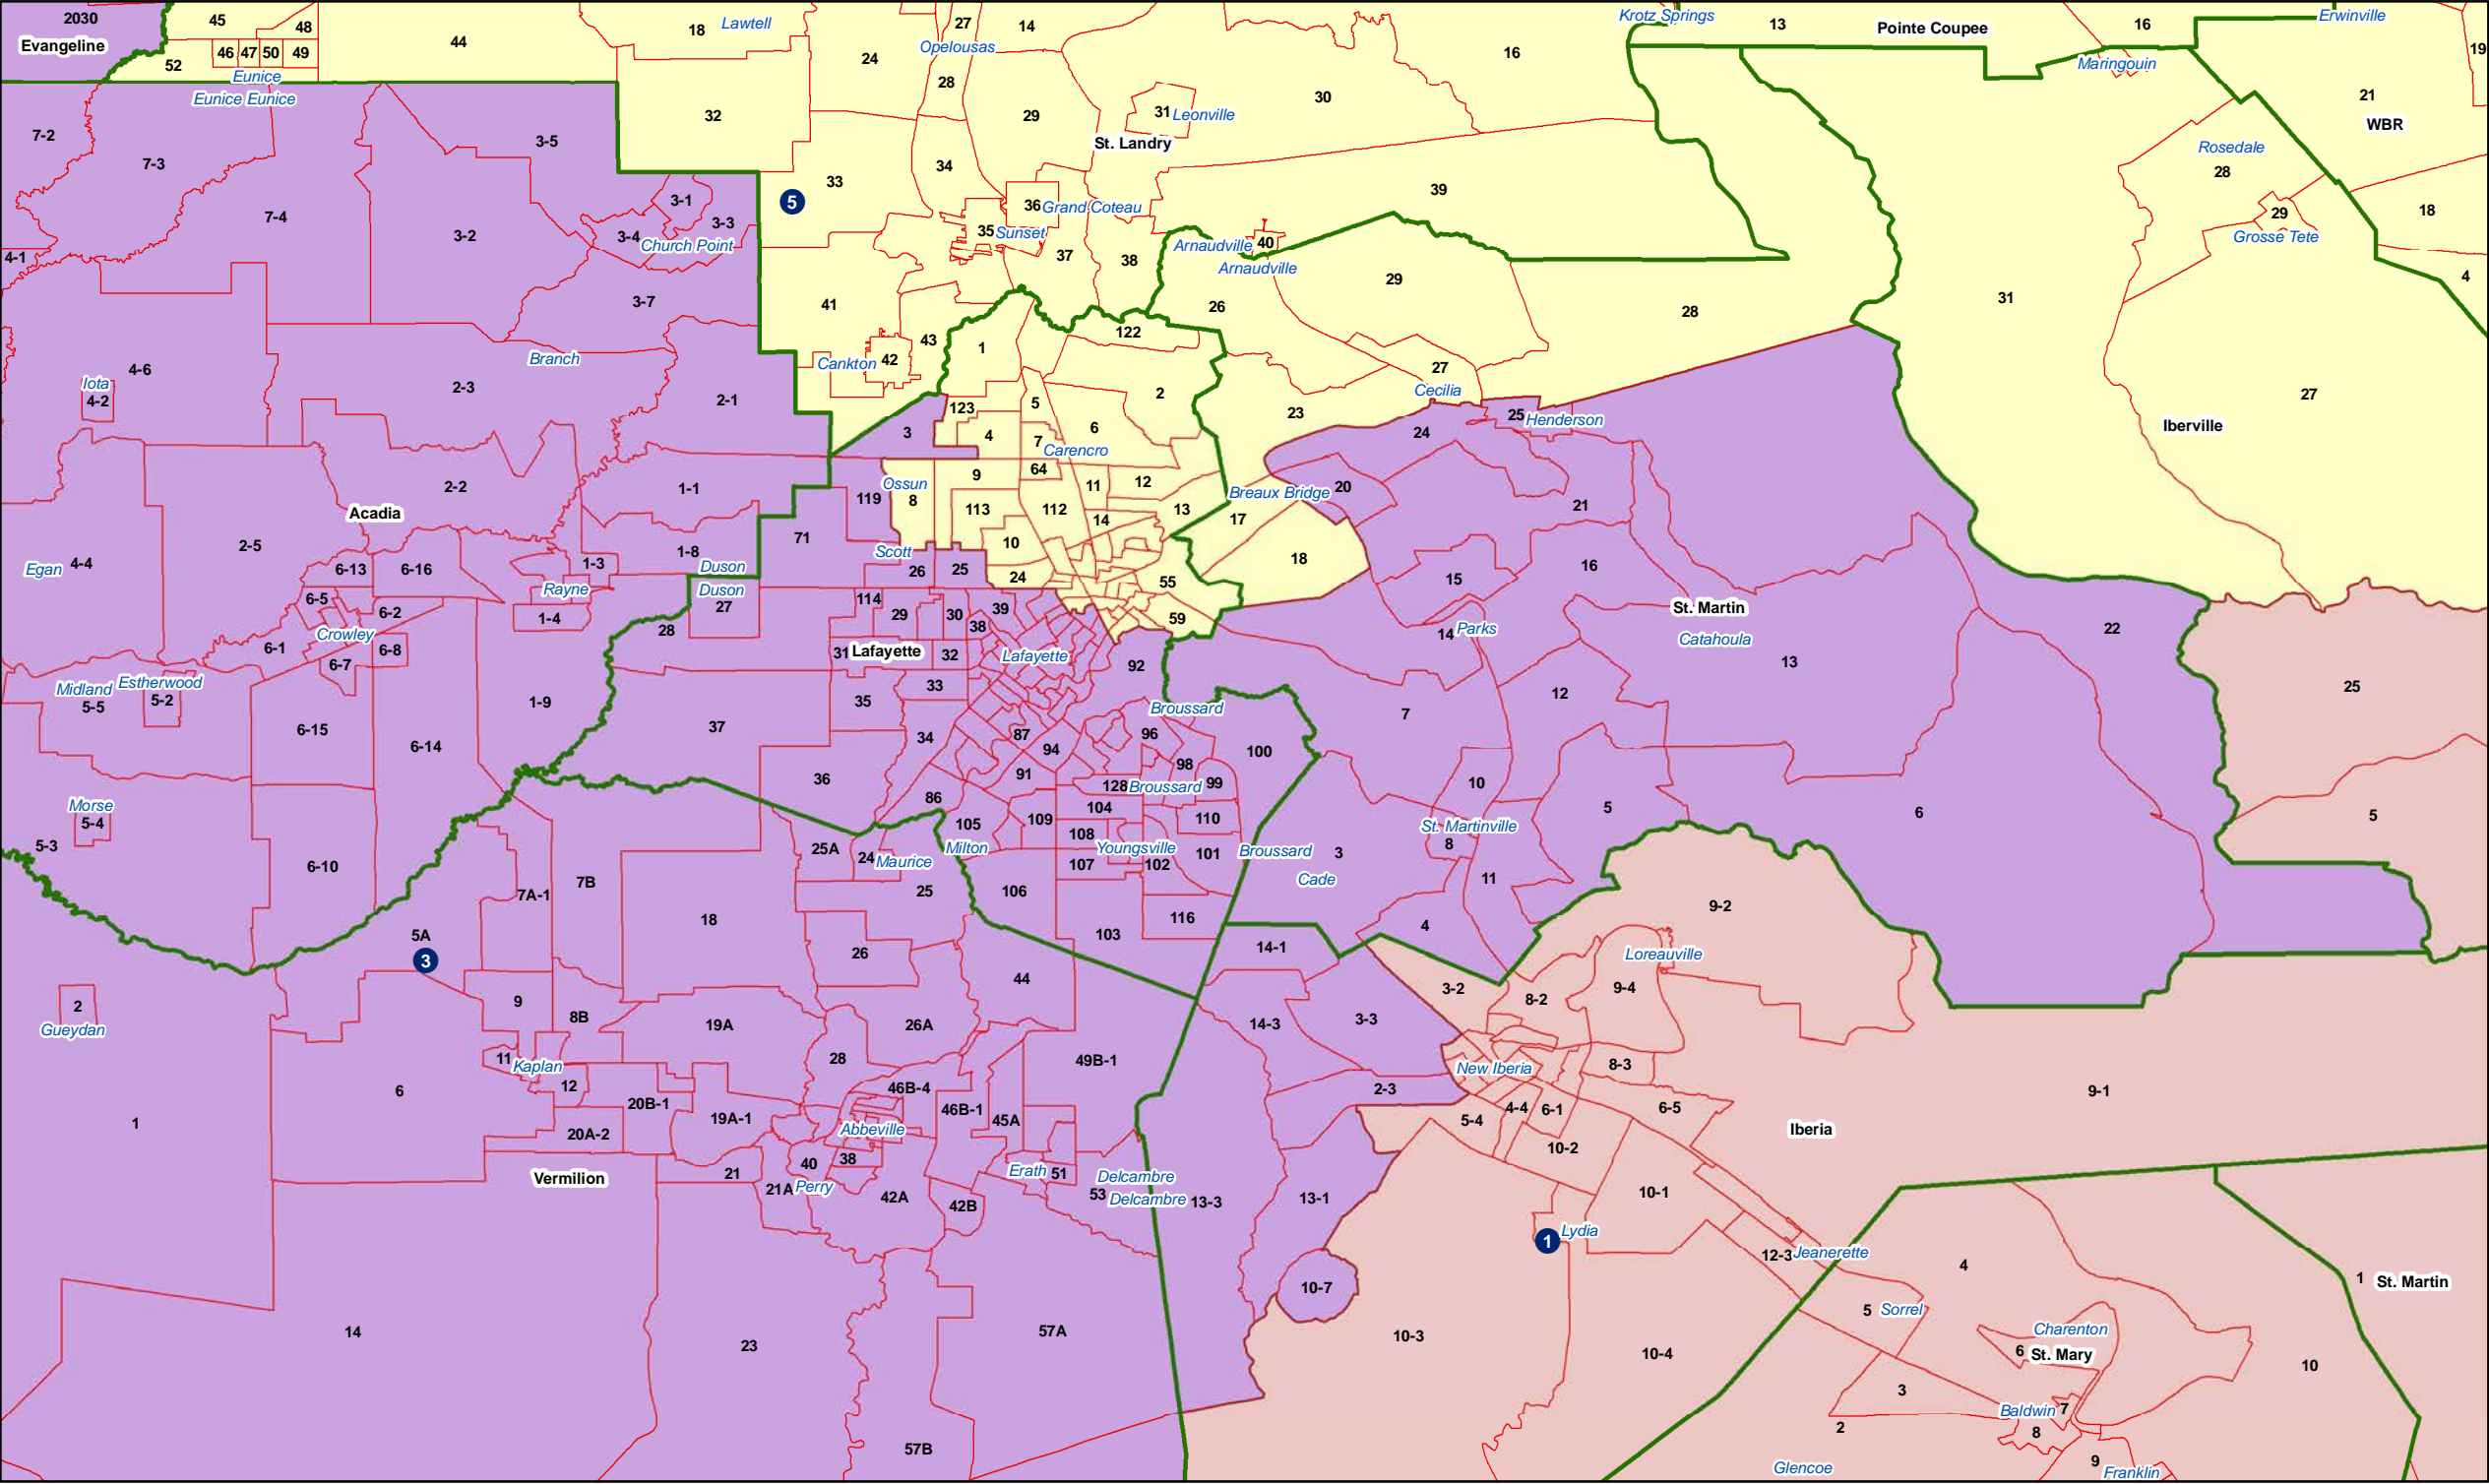 2030
Evangeline
45
48
46
47
50
49
52
44
Eunice
Eunice Eunice
18
Lawtell
24
27
14
Opelousas
28
16
30
32
29
31
Leonville
St. Landry
34
33
5
36
Grand Coteau
35
Sunset
37
38
39
Arnaudville
40
Arnaudville
26
29
28
41
43
42
Cankton
Krotz Springs
13
Pointe Coupee
16
Erwinville
19
Maringouin
21
WBR
Rosedale
28
29
Grosse Tete
18
4
31
27
Iberville
7-2
7-3
7-4
3-5
3-1
3-3
3-4
Church Point
3-2
4-1
3-7
Branch
4-6
Iota
4-2
2-3
2-1
1
122
2
123
5
6
3
4
7
Carencro
64
9
Ossun
8
119
113
112
11
12
13
14
10
24
55
59
27
Cecilia
23
25
Henderson
24
Breaux Bridge
20
17
18
21
15
16
St. Martin
Catahoula
14
Parks
13
12
7
22
25
5
2-2
1-1
Acadia
2-5
Egan
4-4
1-8
71
Scott
26
25
Duson
Duson
27
28
6-13
6-16
1-3
Rayne
1-4
6-5
6-2
Crowley
6-1
6-7
6-8
Midland
5-5
Estherwood
5-2
1-9
6-15
6-14
114
29
30
39
38
31
Lafayette
32
Lafayette
92
33
35
37
34
36
87
94
91
96
Broussard
100
98
128
Broussard
99
86
104
105
109
110
108
Milton
Youngsville
107
102
101
106
116
103
Broussard
3
Cade
10
St. Martinville
8
5
11
4
6
Morse
5-4
5-3
6-10
5A
3
7A-1
7B
18
25A
24
Maurice
25
26
44
2
Gueydan
9
8B
19A
26A
28
11
Kaplan
12
6
20B-1
20A-2
19A-1
46B-4
46B-1
45A
49B-1
Abbeville
1
Vermilion
21
21A
40
38
Perry
42A
42B
Erath
51
53
Delcambre
Delcambre
13-3
14
23
57A
57B
14-1
14-3
3-3
3-2
8-2
9-4
Loreauville
9-2
New Iberia
8-3
2-3
5-4
4-4
6-1
6-5
10-2
9-1
Iberia
13-1
10-1
1
Lydia
10-7
10-3
10-4
12-3
Jeanerette
4
5
Sorrel
Charenton
6
St. Mary
3
Baldwin
7
2
8
9
Glencoe
Franklin
1
St. Martin
10